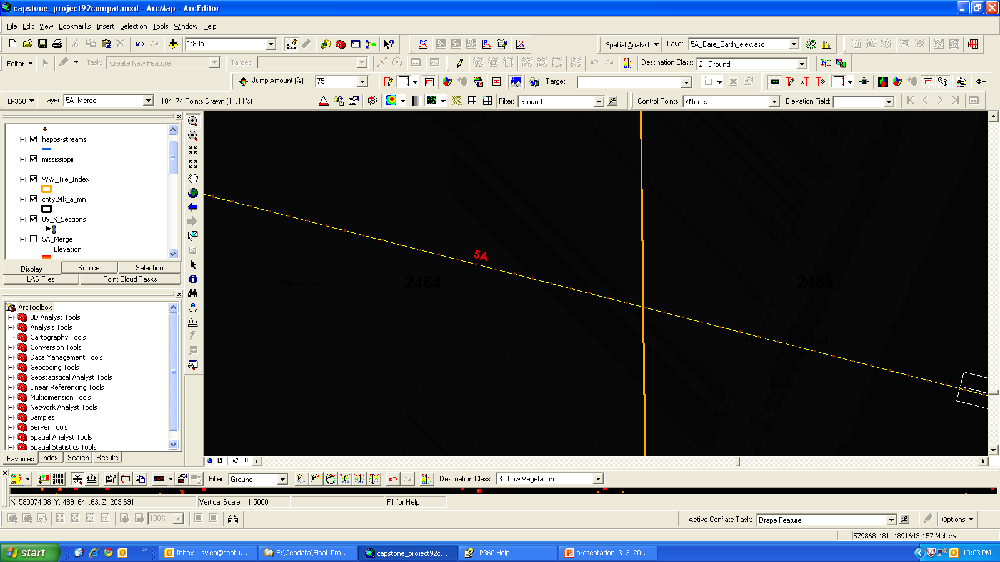 capstone_project92compat.mxd - ArcMap - ArcEditor
File Edit View Bookmarks Insert Selection Tools Window Help
1:805
Spatial Analyst Layer: 5A_Bare_Earth_elev.asc
Editor Task: Create New Feature Target: Destination Class: 2 Ground
Jump Amount (%) 75 Target:
LP360 Layer: 5A_Merge 104174 Points Drawn (11.11%) Filter: Ground Control Points: <None> Elevation Field:
happs-streams
mississippir
WW_Tile_Index
cnty24k_a_mn
09_X_Sections
5A_Merge
Elevation
Display Source Selection
LAS Files Point Cloud Tasks
ArcToolbox
3D Analyst Tools
Analysis Tools
Cartography Tools
Conversion Tools
Data Management Tools
Geocoding Tools
Geostatistical Analyst Tools
Linear Referencing Tools
Multidimension Tools
Network Analyst Tools
Samples
Server Tools
Spatial Analyst Tools
Spatial Statistics Tools
Favorites Index Search Results
5A
2464
2465
Winona County
Filter: Ground Destination Class: 3 Low Vegetation
X: 580074.08, Y: 4891641.63, Z: 209.691 Vertical Scale: 11.5000 F1 for Help
100% Active Conflate Task: Drape Feature Options
579868.481 4891643.157 Meters
start Inbox - lsvien@centu... F:\Geodata\Final_Pro... capstone_project92c... LP360 Help presentation_3_3_20... 10:03 PM